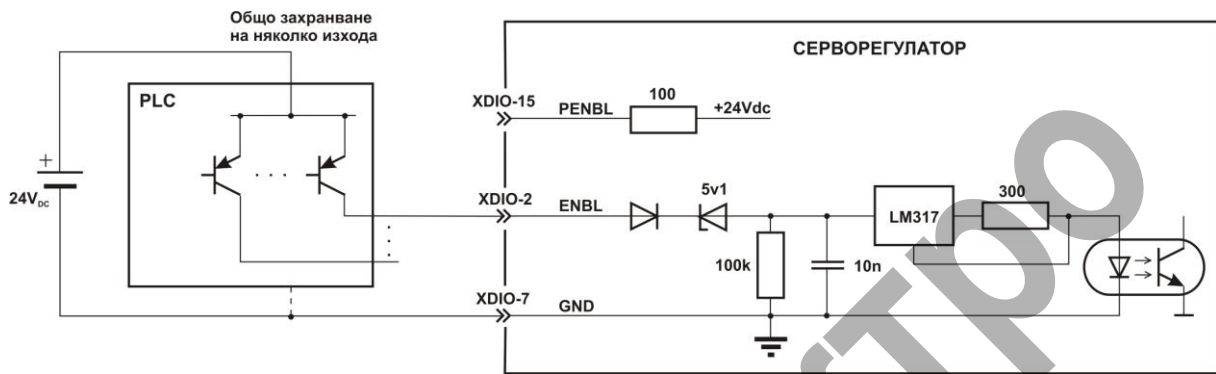 Общо захранване
на няколко изхода
СЕРВОРЕГУЛАТОР
PLC
XDIO-15
PENBL
100
+24Vdc
+
24VDC
XDIO-2
ENBL
5v1
LM317
300
100k
10n
XDIO-7
GND
тро